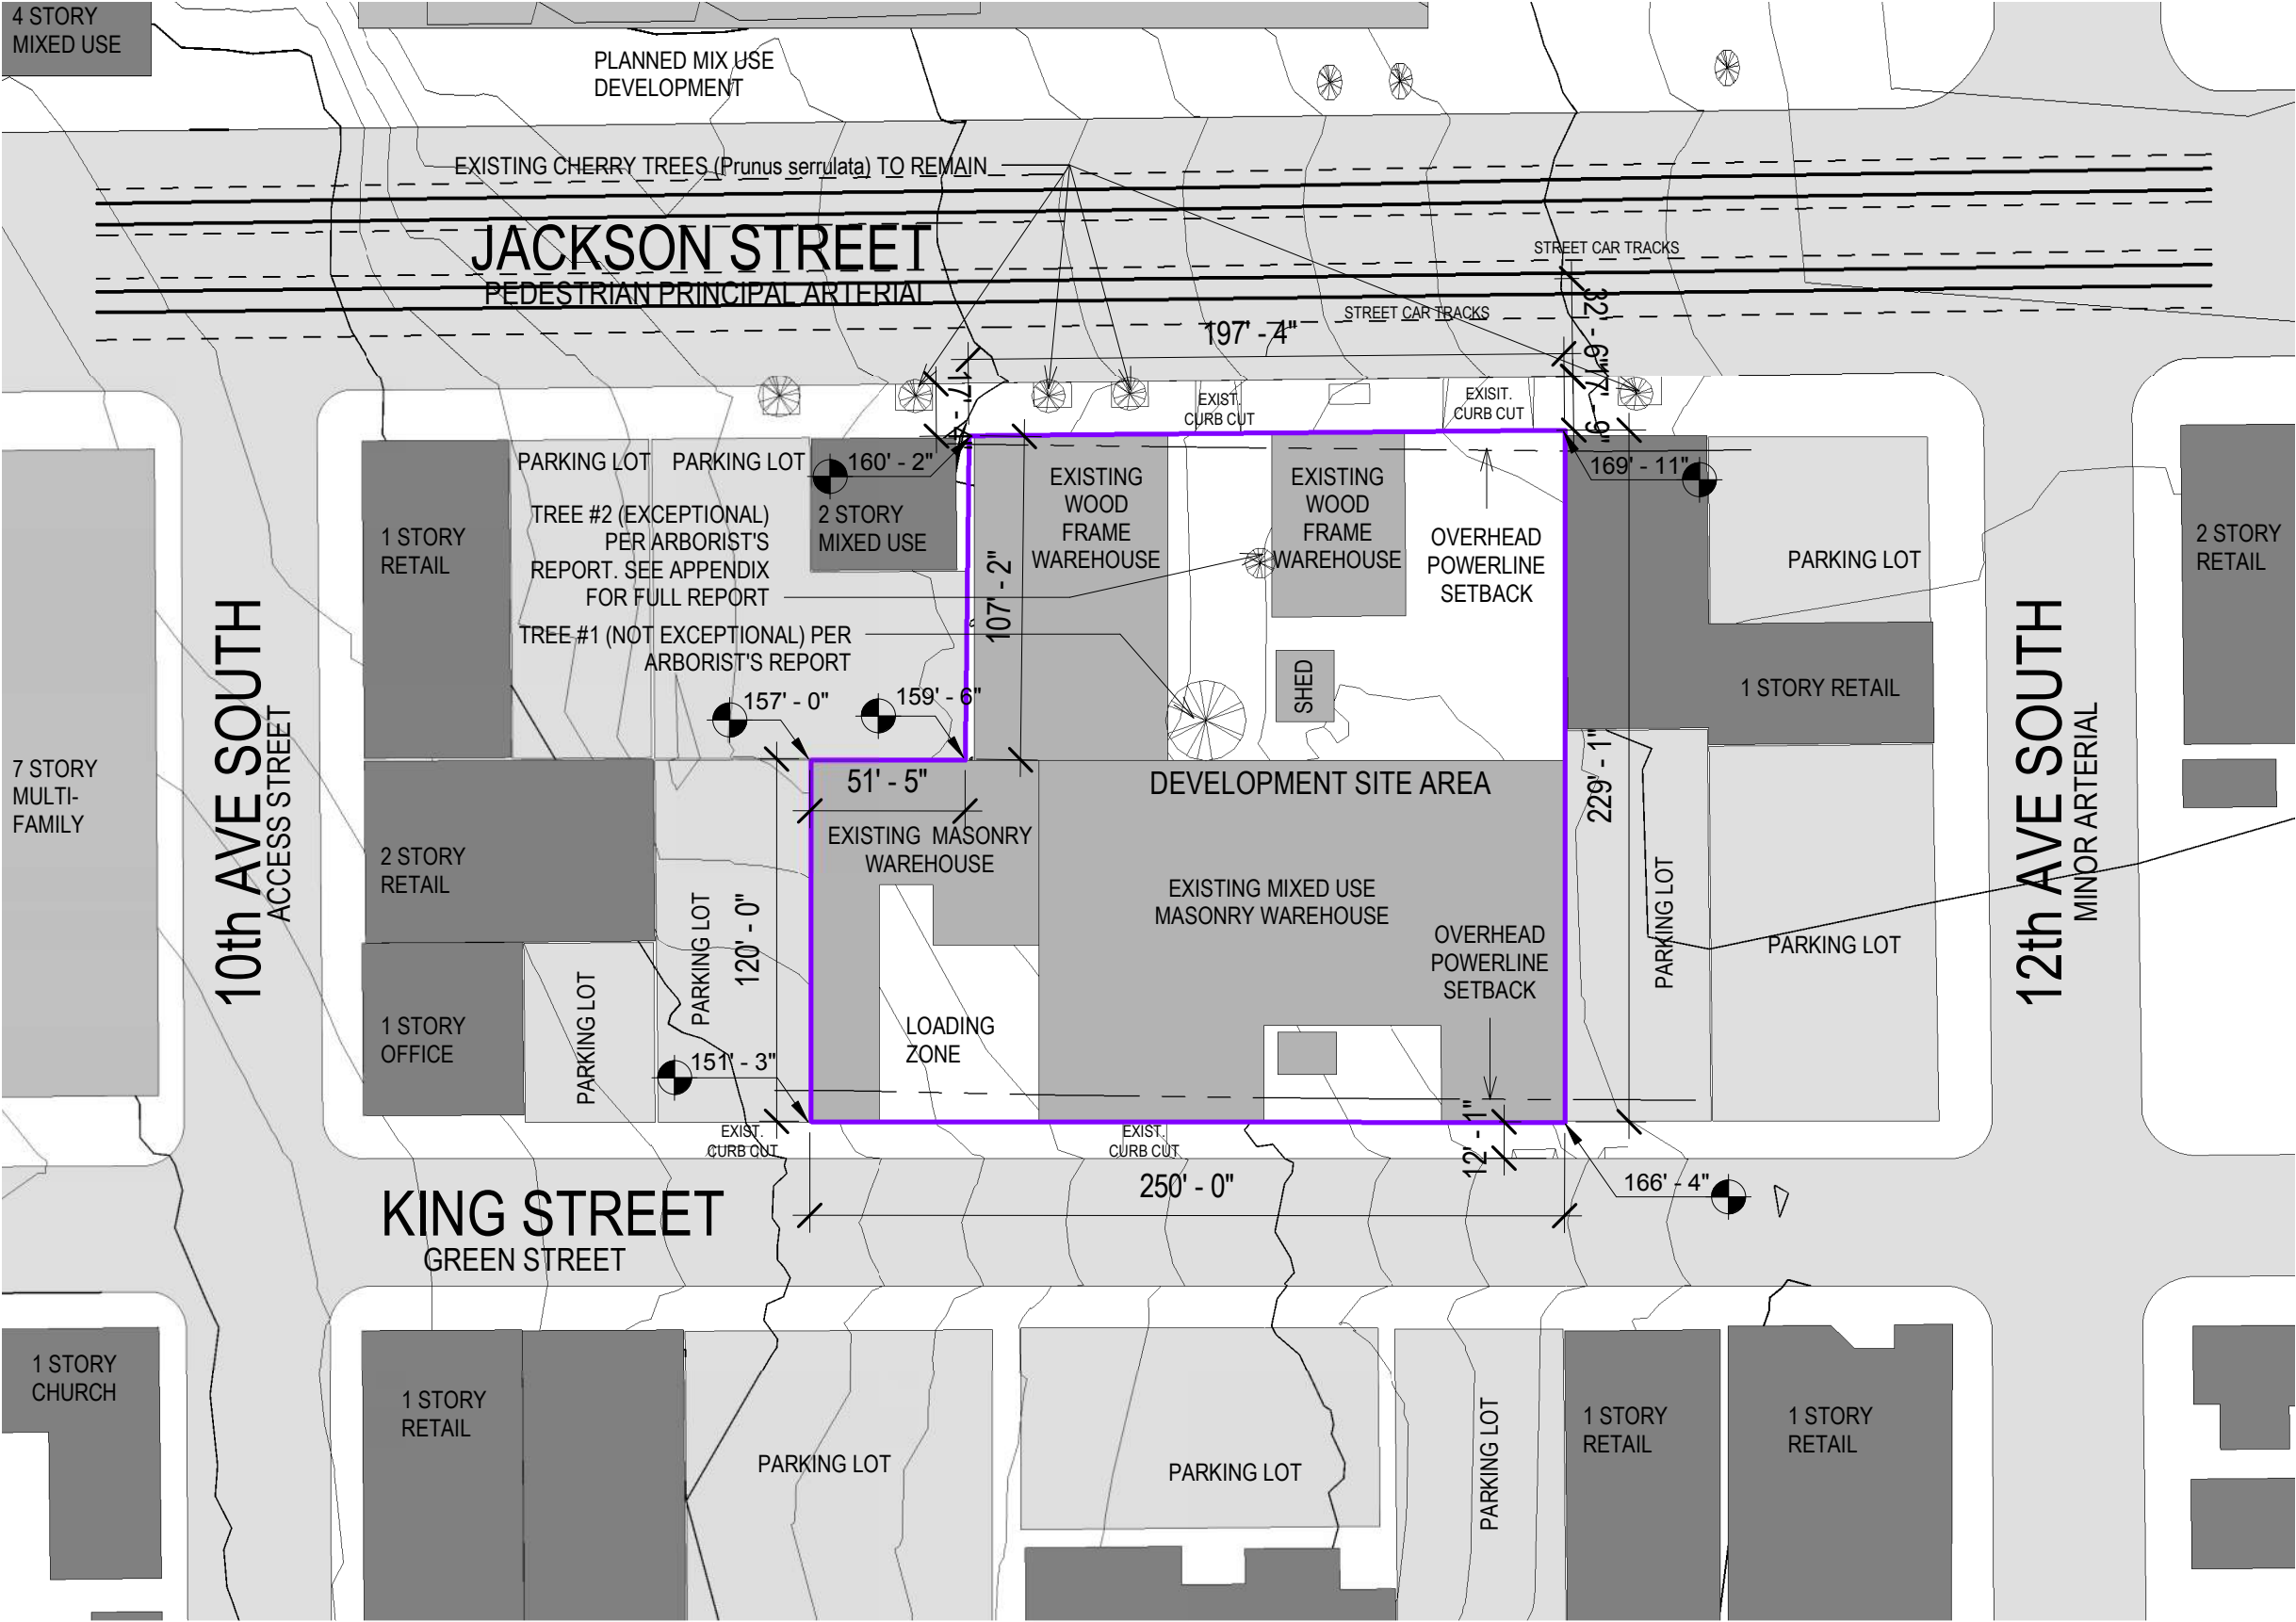 4 STORY
MIXED USE
PLANNED MIX USE
DEVELOPMENT
EXISTING CHERRY TREES (Prunus serrulata) TO REMAIN
JACKSON STREET
PEDESTRIAN PRINCIPAL ARTERIAL
STREET CAR TRACKS
STREET CAR TRACKS
197' - 4"
32' - 6"
17' - 9"
EXIST.
CURB CUT
EXISIT.
CURB CUT
160' - 2"
169' - 11"
PARKING LOT
PARKING LOT
1 STORY
RETAIL
TREE #2 (EXCEPTIONAL)
PER ARBORIST'S
REPORT. SEE APPENDIX
FOR FULL REPORT
2 STORY
MIXED USE
TREE #1 (NOT EXCEPTIONAL) PER
ARBORIST'S REPORT
107' - 2"
EXISTING
WOOD
FRAME
WAREHOUSE
EXISTING
WOOD
FRAME
WAREHOUSE
OVERHEAD
POWERLINE
SETBACK
PARKING LOT
2 STORY
RETAIL
SHED
1 STORY RETAIL
10th AVE SOUTH
ACCESS STREET
12th AVE SOUTH
MINOR ARTERIAL
157' - 0"
159' - 6"
51' - 5"
DEVELOPMENT SITE AREA
229' - 1"
7 STORY
MULTI-
FAMILY
2 STORY
RETAIL
EXISTING MASONRY
WAREHOUSE
EXISTING MIXED USE
MASONRY WAREHOUSE
PARKING LOT
120' - 0"
OVERHEAD
POWERLINE
SETBACK
PARKING LOT
PARKING LOT
1 STORY
OFFICE
PARKING LOT
LOADING
ZONE
151' - 3"
EXIST.
CURB CUT
EXIST.
CURB CUT
12' - 1"
166' - 4"
250' - 0"
KING STREET
GREEN STREET
1 STORY
CHURCH
1 STORY
RETAIL
PARKING LOT
PARKING LOT
PARKING LOT
1 STORY
RETAIL
1 STORY
RETAIL